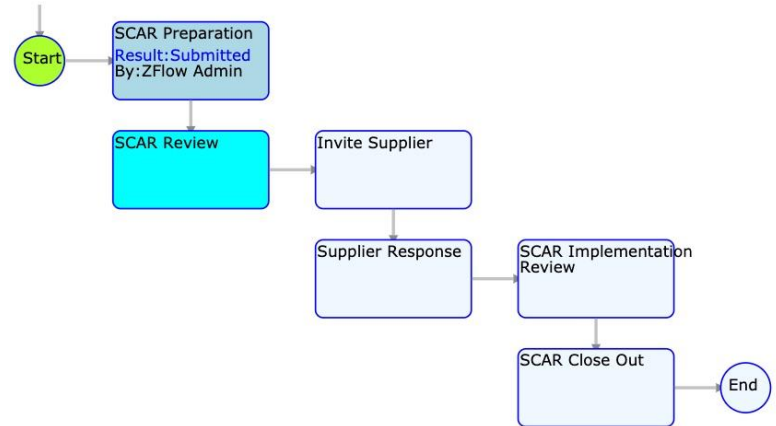 Start
SCAR Preparation
Result:Submitted
By:ZFlow Admin
SCAR Review
Invite Supplier
Supplier Response
SCAR Implementation
Review
SCAR Close Out
End